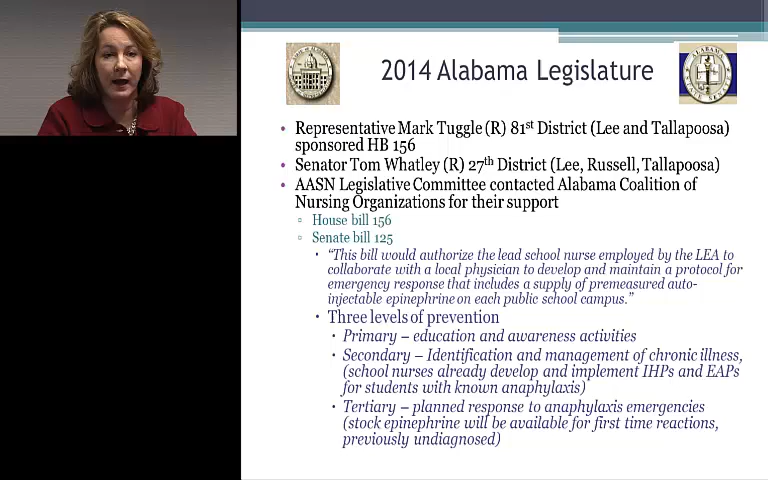 2014 Alabama Legislature
• Representative Mark Tuggle (R) 81st District (Lee and Tallapoosa)
sponsored HB 156
• Senator Tom Whatley (R) 27th District (Lee, Russell, Tallapoosa)
• AASN Legislative Committee contacted Alabama Coalition of
Nursing Organizations for their support
▫ House bill 156
▫ Senate bill 125
• “This bill would authorize the lead school nurse employed by the LEA to
collaborate with a local physician to develop and maintain a protocol for
emergency response that includes a supply of premeasured auto-
injectable epinephrine on each public school campus.”
• Three levels of prevention
• Primary – education and awareness activities
• Secondary – Identification and management of chronic illness,
(school nurses already develop and implement IHPs and EAPs
for students with known anaphylaxis)
• Tertiary – planned response to anaphylaxis emergencies
(stock epinephrine will be available for first time reactions,
previously undiagnosed)